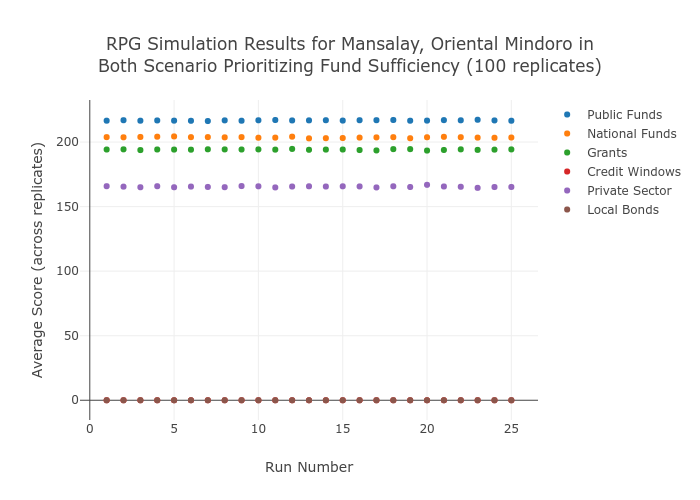 RPG Simulation Results for Mansalay, Oriental Mindoro in
Both Scenario Prioritizing Fund Sufficiency (100 replicates)
Public Funds
National Funds
Grants
Credit Windows
Private Sector
Local Bonds
Average Score (across replicates)
200
150
100
50
0
0
5
10
15
20
25
Run Number